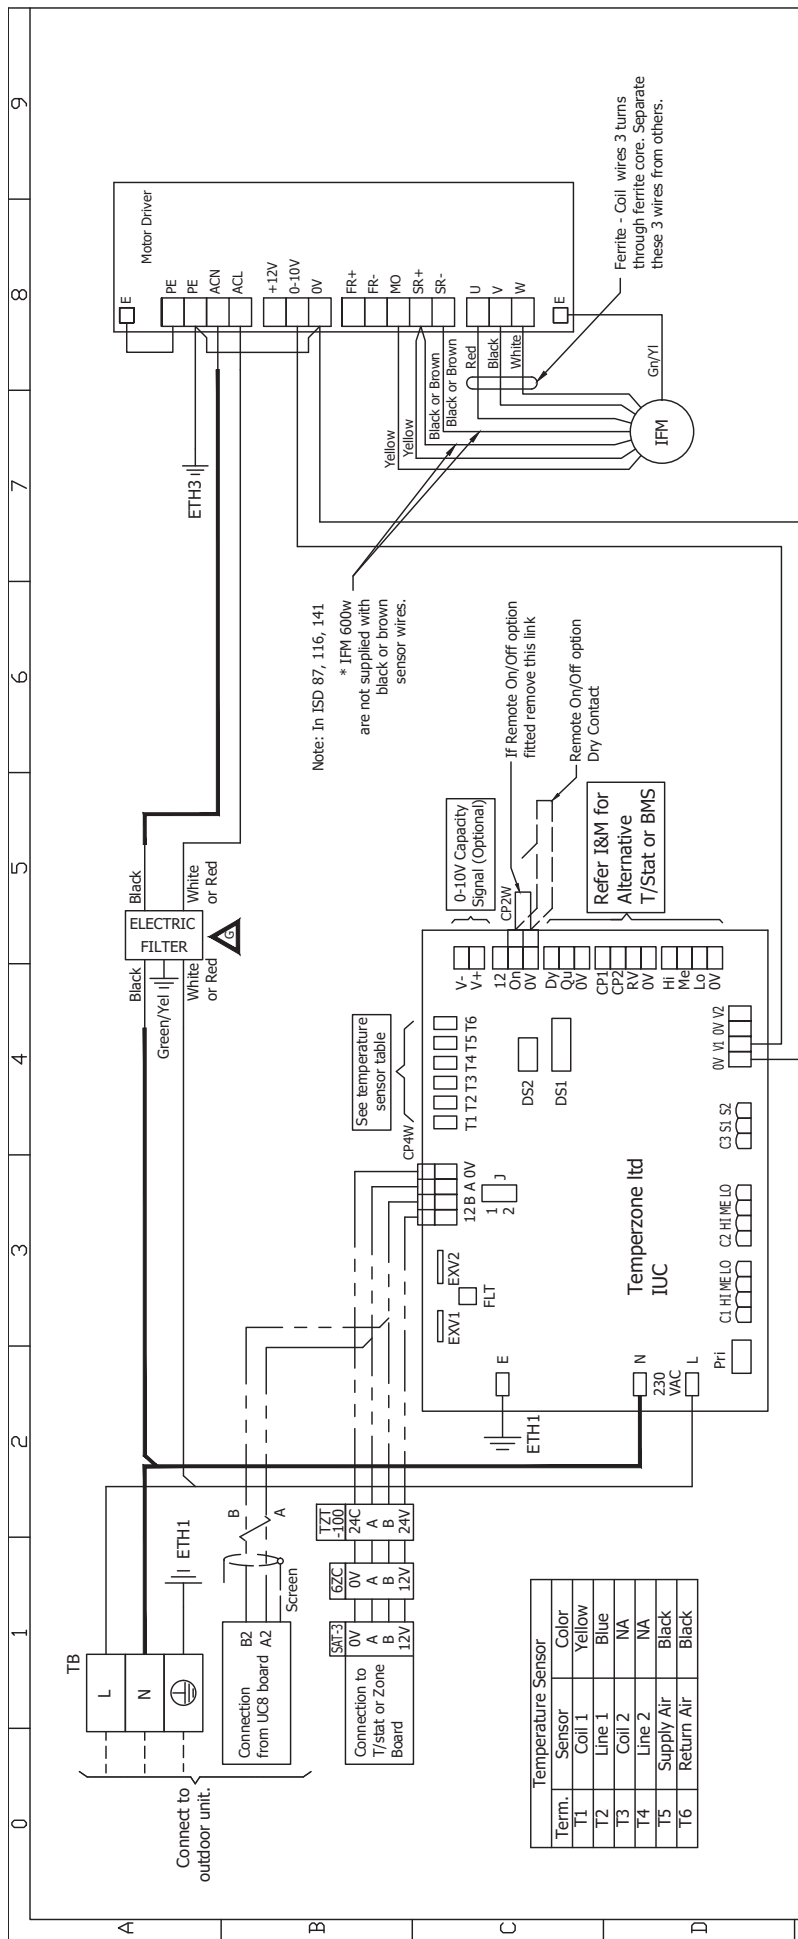 0
1
2
3
4
5
6
7
8
9
A
B
C
D
TB
L
N
ETH1
Connect to
outdoor unit.
Connection
from UC8 board
B2
A2
B
A
Screen
Connection to
T/stat or Zone
Board
SAT-3
0V
A
B
12V
6ZC
0V
A
B
12V
TZT
-100
24C
A
B
24V
Temperature Sensor
Term. Sensor Color
T1 Coil 1 Yellow
T2 Line 1 Blue
T3 Coil 2 NA
T4 Line 2 NA
T5 Supply Air Black
T6 Return Air Black
Black
Green/Yel
White
or Red
ELECTRIC
FILTER
G
Black
White
or Red
ETH3
Motor Driver
E
PE
PE
ACN
ACL
+12V
0-10V
0V
FR+
FR-
MO
SR+
SR-
U
V
W
E
Yellow
Yellow
Black or Brown
Black or Brown
Red
Black
White
Gn/Yl
IFM
Ferrite - Coil wires 3 turns
through ferrite core. Separate
these 3 wires from others.
Note: In ISD 87, 116, 141
* IFM 600w
are not supplied with
black or brown
sensor wires.
If Remote On/Off option
fitted remove this link
Remote On/Off option
Dry Contact
0-10V Capacity
Signal (Optional)
CP2W
Refer I&M for
Alternative
T/Stat or BMS
See temperature
sensor table
CP4W
T1 T2 T3 T4 T5 T6
V-
V+
12
On
0V
Dy
Qu
0V
CP1
CP2
RV
0V
Hi
Me
Lo
0V
12 B A 0V
J
1
2
EXV1
EXV2
FLT
DS2
DS1
Temperzone ltd
IUC
E
ETH1
N
230
VAC
L
Pri
C1 HI ME LO
C2 HI ME LO
C3 S1 S2
0V V1 0V V2